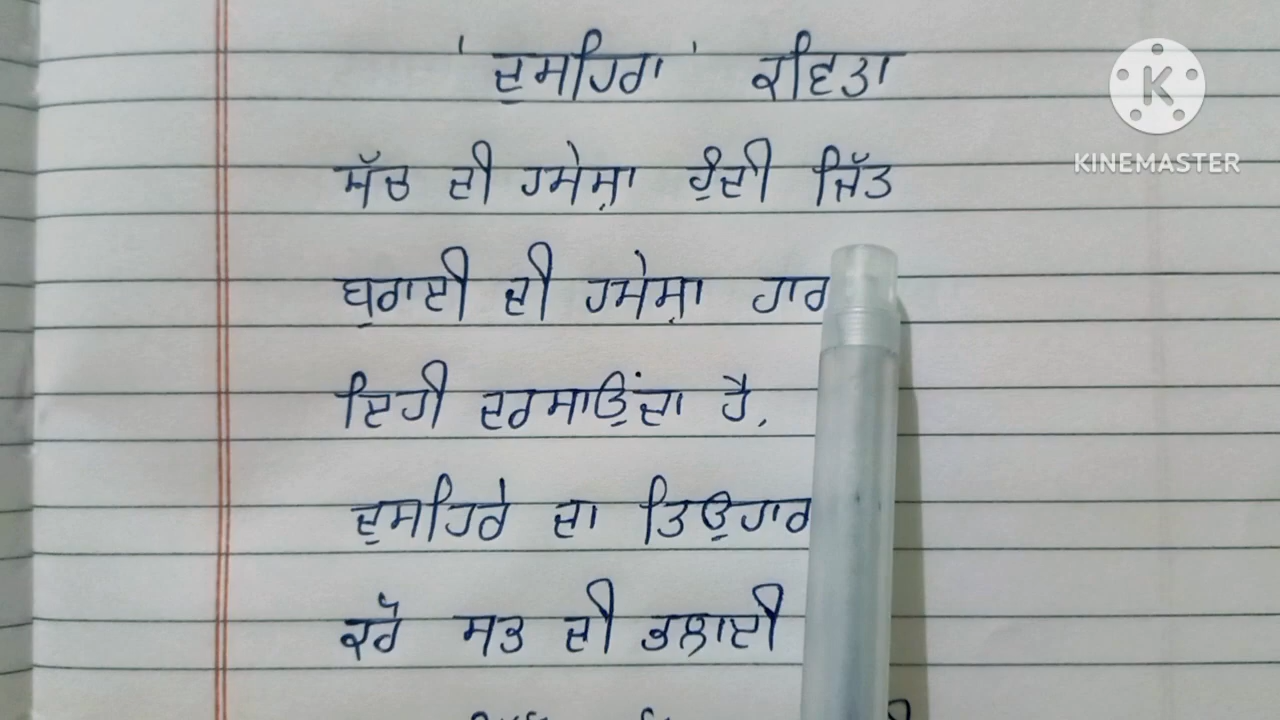 'ਦੁਸਹਿਰਾ' ਕਵਿਤਾ
ਸੱਚ ਦੀ ਹਮੇਸ਼ਾ ਹੁੰਦੀ ਜਿੱਤ
ਬੁਰਾਈ ਦੀ ਹਮੇਸ਼ਾ ਹਾਰ
ਇਹੀ ਦਰਸਾਉਂਦਾ ਹੈ,
ਦੁਸਹਿਰੇ ਦਾ ਤਿਉਹਾਰ
ਕਰੋ ਸਭ ਦੀ ਭਲਾਈ
KINEMASTER